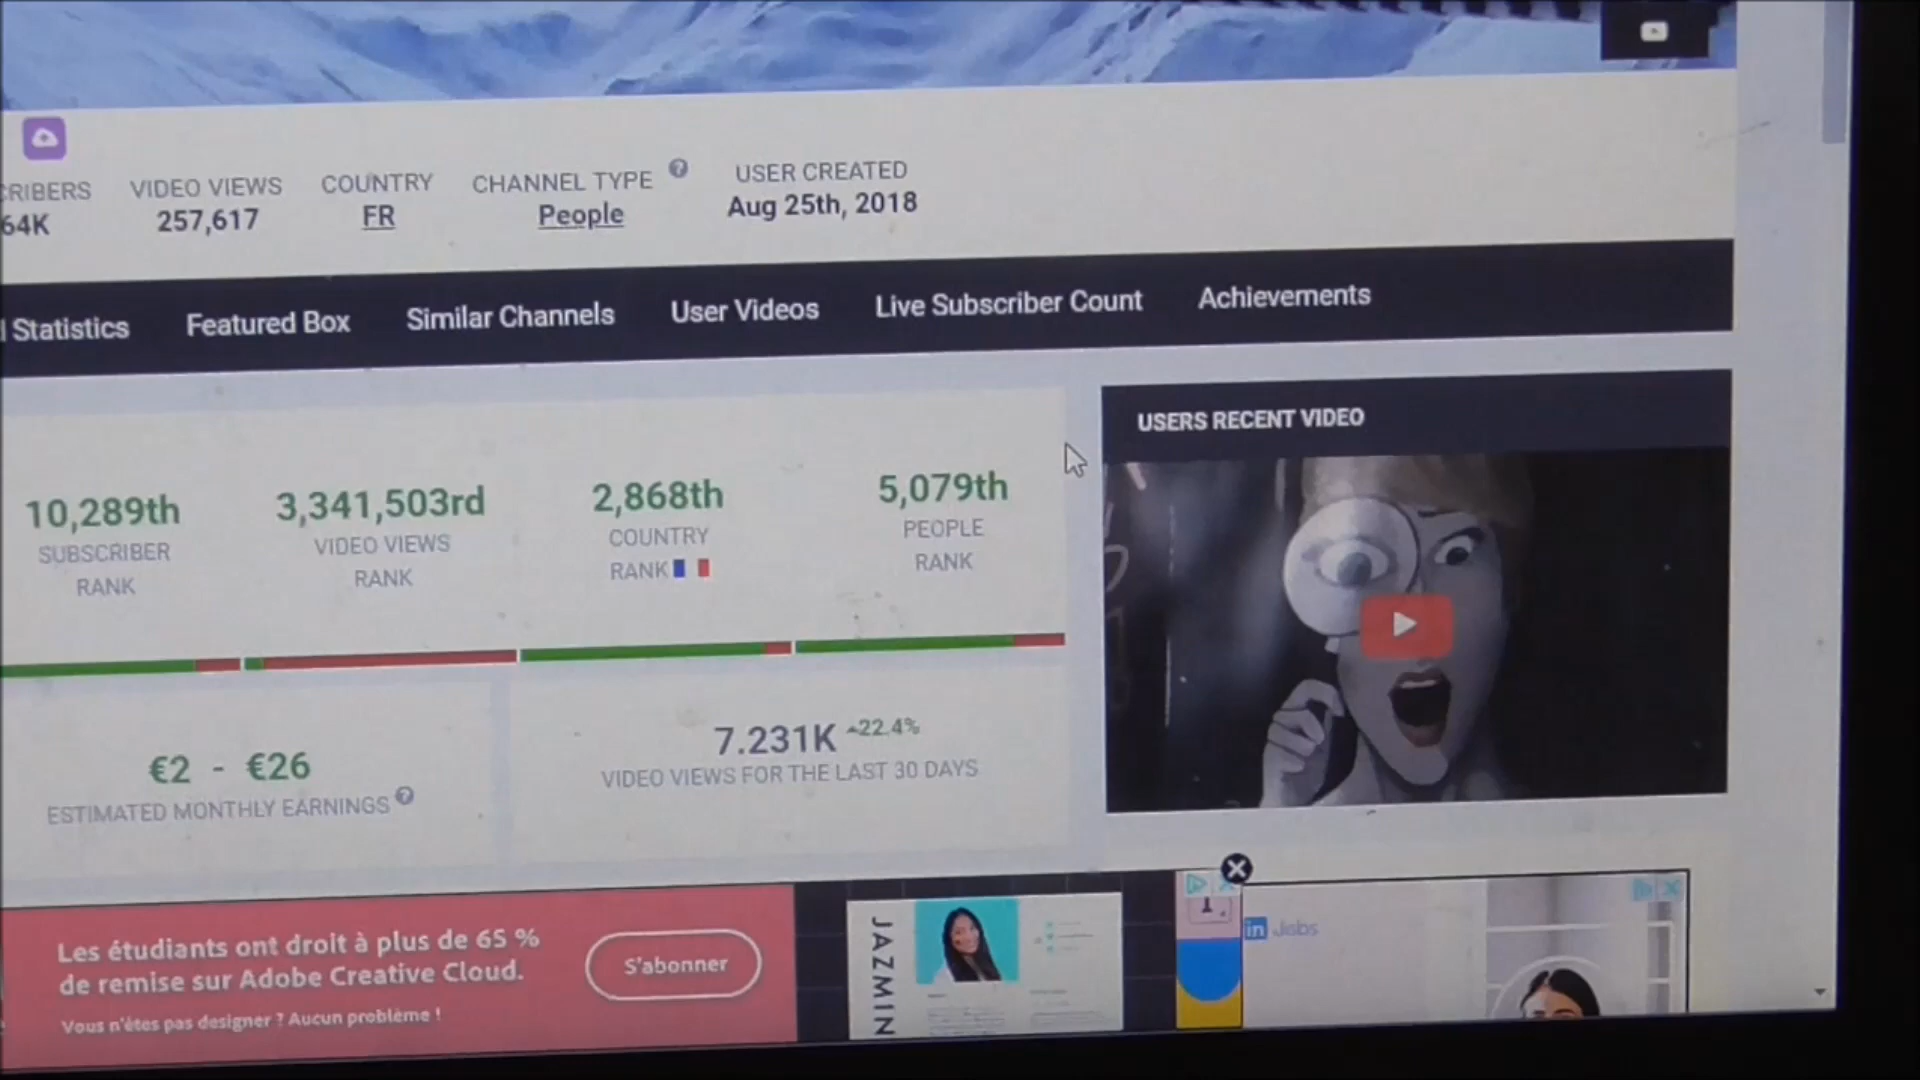 CRIBERS
64K
VIDEO VIEWS
257,617
COUNTRY
FR
CHANNEL TYPE
People
USER CREATED
Aug 25th, 2018
Statistics
Featured Box
Similar Channels
User Videos
Live Subscriber Count
Achievements
10,289th
SUBSCRIBER
RANK
3,341,503rd
VIDEO VIEWS
RANK
2,868th
COUNTRY
RANK
5,079th
PEOPLE
RANK
USERS RECENT VIDEO
€2 - €26
ESTIMATED MONTHLY EARNINGS
7.231K 22.4%
VIDEO VIEWS FOR THE LAST 30 DAYS
Les étudiants ont droit à plus de 65 %
de remise sur Adobe Creative Cloud.
Vous n'êtes pas designer ? Aucun problème !
S'abonner
JAZMIN
in Jobs